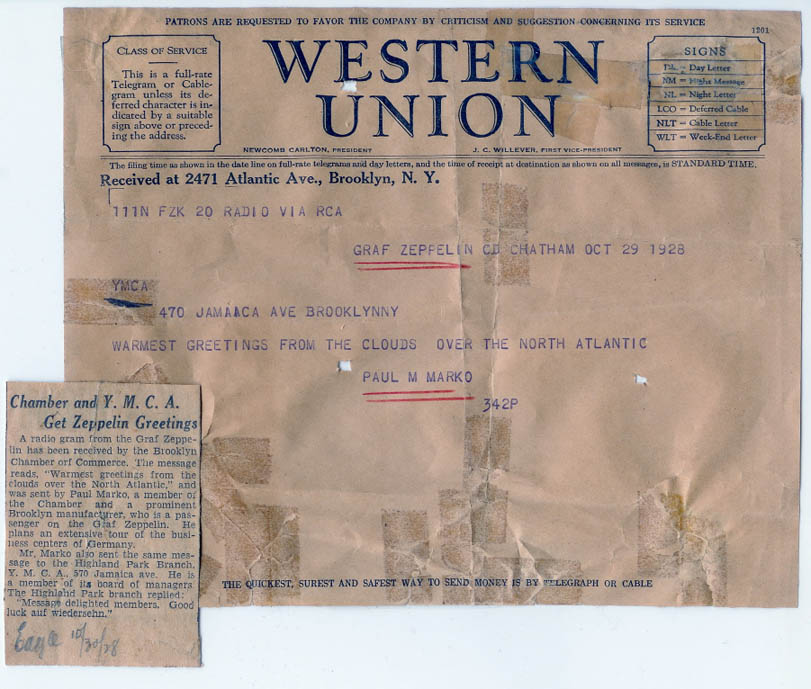 PATRONS ARE REQUESTED TO FAVOR THE COMPANY BY CRITICISM AND SUGGESTION CONCERNING ITS SERVICE
1201
CLASS OF SERVICE
This is a full-rate
Telegram or Cable-
gram unless its de-
ferred character is in-
dicated by a suitable
sign above or preced-
ing the address.
WESTERN
UNION
NEWCOMB CARLTON, PRESIDENT
J. C. WILLEVER, FIRST VICE-PRESIDENT
SIGNS
DL = Day Letter
NM = Night Message
NL = Night Letter
LCO = Deferred Cable
NLT = Cable Letter
WLT = Week-End Letter
The filing time as shown in the date line on full-rate telegrams and day letters, and the time of receipt at destination as shown on all messages, is STANDARD TIME.
Received at 2471 Atlantic Ave., Brooklyn, N. Y.
111N FZK 20 RADIO VIA RCA
GRAF ZEPPELIN CD CHATHAM OCT 29 1928
YMCA
470 JAMAACA AVE BROOKLYNNY
WARMEST GREETINGS FROM THE CLOUDS OVER THE NORTH ATLANTIC
PAUL M MARKO
342P
THE QUICKEST, SUREST AND SAFEST WAY TO SEND MONEY IS BY TELEGRAPH OR CABLE
Chamber and Y. M. C. A.
Get Zeppelin Greetings
A radio gram from the Graf Zeppe-
lin has been received by the Brooklyn
Chamber orf Commerce. The message
reads, "Warmest greetings from the
clouds over the North Atlantic," and
was sent by Paul Marko, a member of
the Chamber and a prominent
Brooklyn manufacturer, who is a pas-
senger on the Graf Zeppelin. He
plans an extensive tour of the busi-
ness centers of Germany.
Mr. Marko also sent the same mes-
sage to the Highland Park Branch,
Y. M. C. A., 570 Jamaica ave. He is
a member of its board of managers
The Highland Park branch replied:
"Message delighted members. Good
luck auf wiedersehn."
Eagle 10/30/28